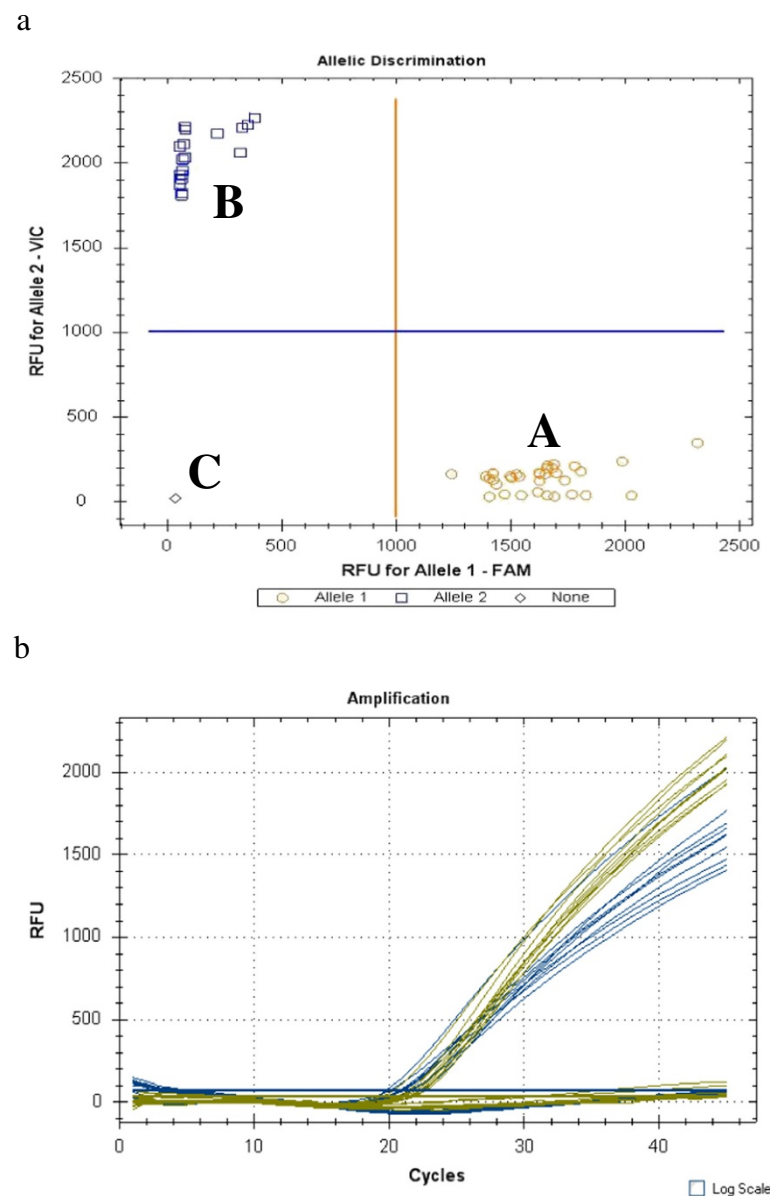 a
Allelic Discrimination
2500
2000
1500
1000
500
0
RFU for Allele 2 - VIC
B
A
C
0 500 1000 1500 2000 2500
RFU for Allele 1 - FAM
Allele 1 Allele 2 None
b
Amplification
2000
1500
1000
500
0
RFU
0 10 20 30 40
Cycles
Log Scale